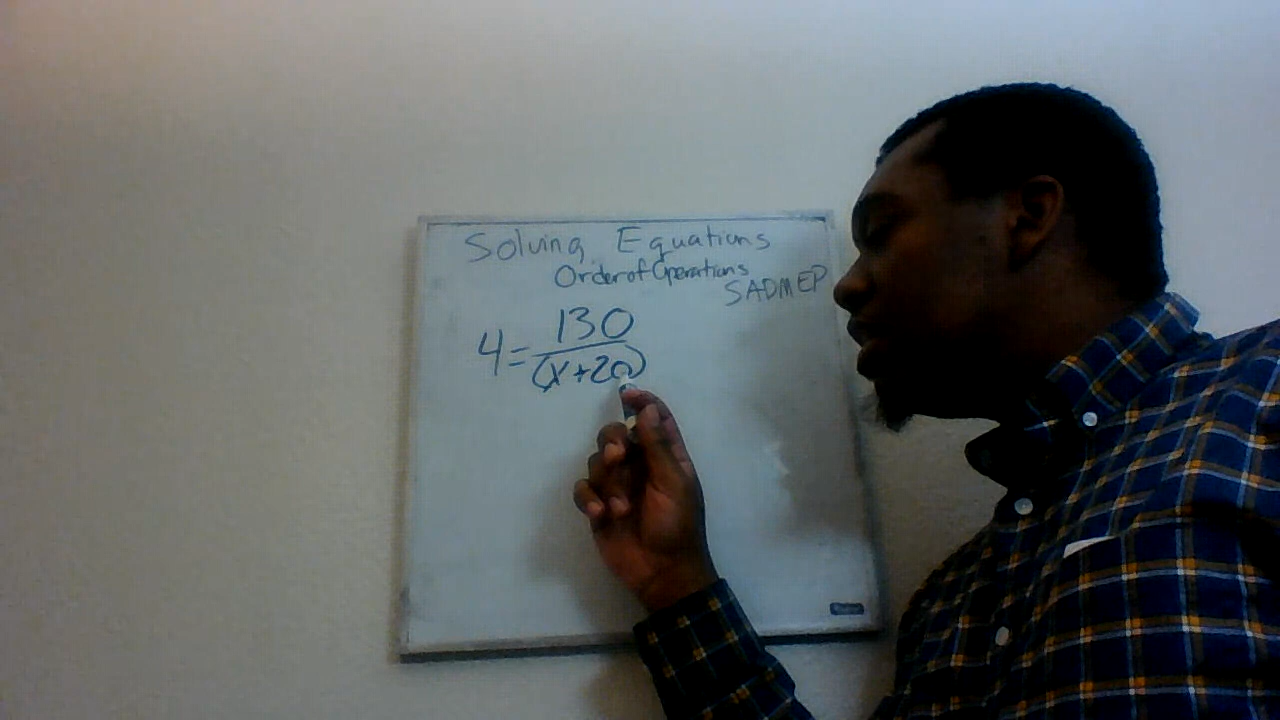 Solving Equations
Order of Operations
SADMEP
4 = 130
(x+20)